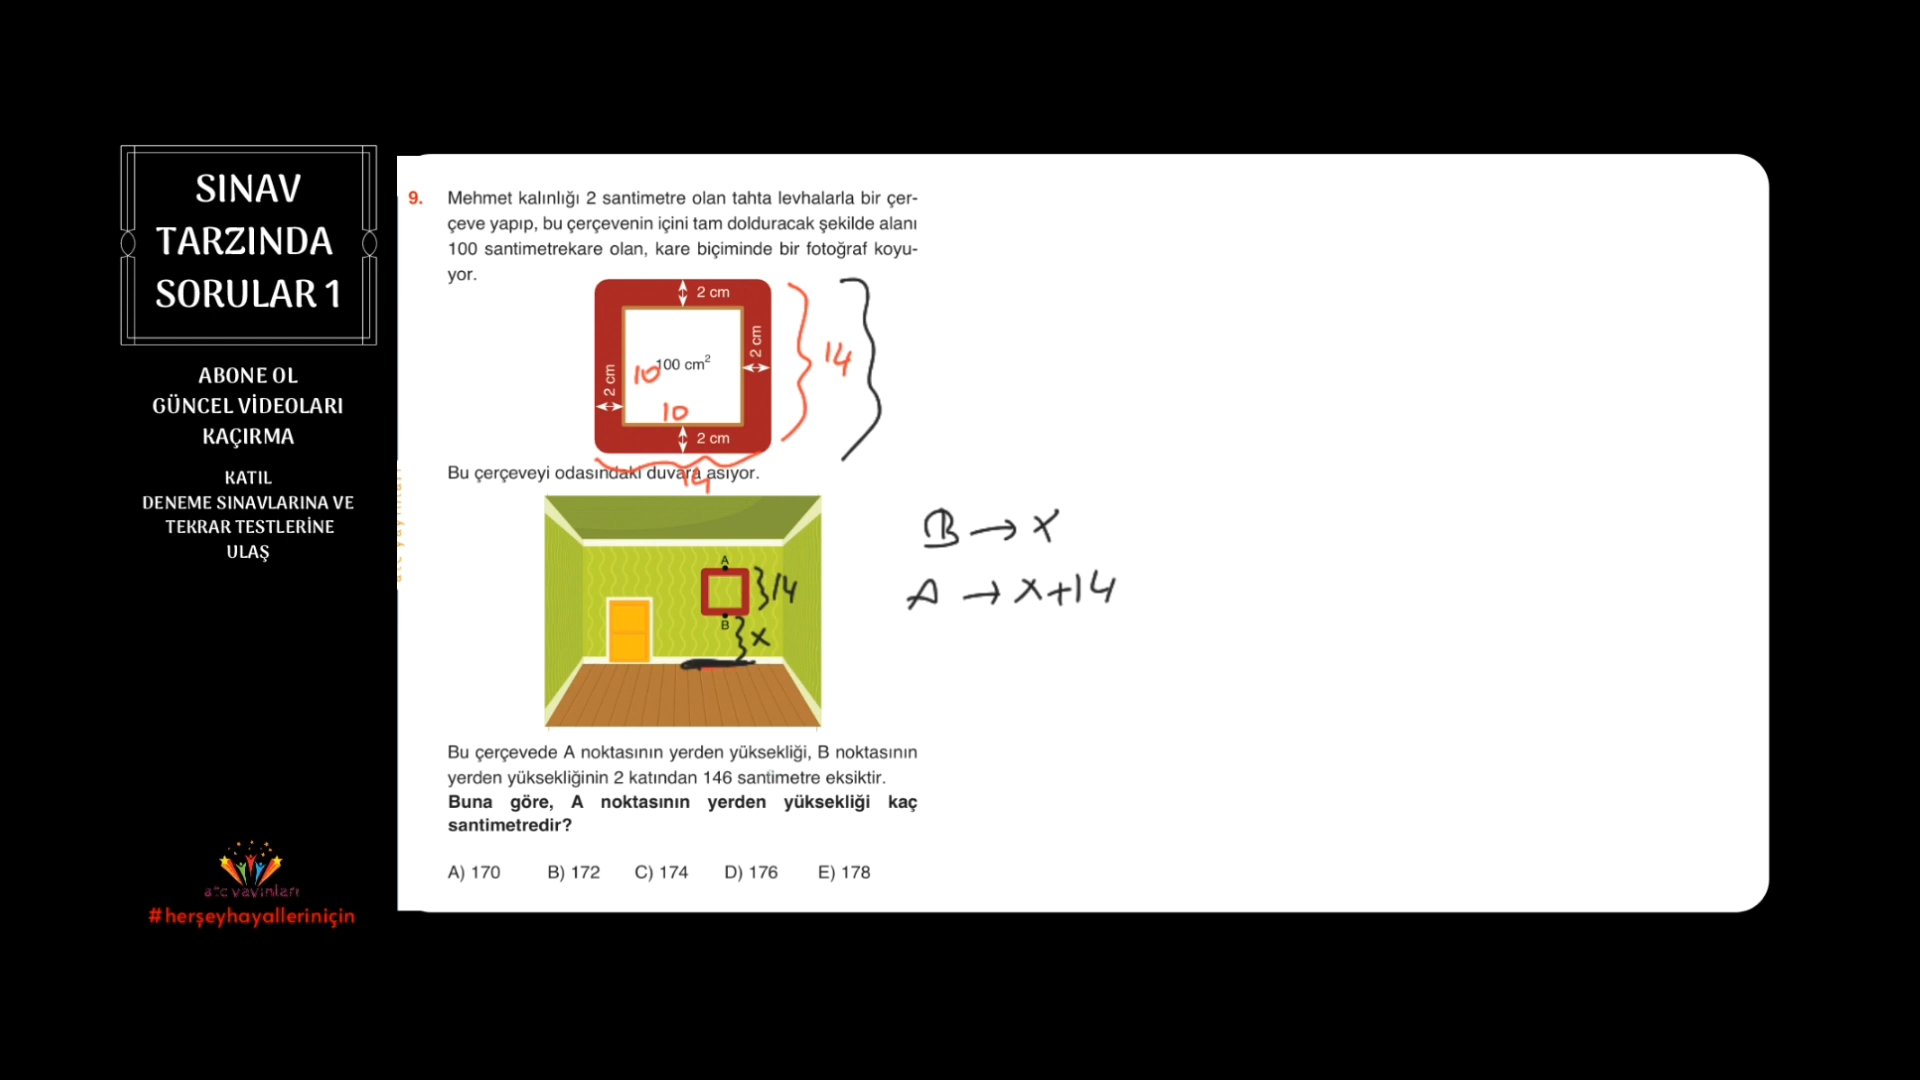 SINAV
TARZINDA
SORULAR 1
ABONE OL
GÜNCEL VİDEOLARI
KAÇIRMA
KATIL
DENEME SINAVLARINA VE
TEKRAR TESTLERİNE
ULAŞ
atc yayınları
#herşeyhayalleriniçin
9. Mehmet kalınlığı 2 santimetre olan tahta levhalarla bir çer-
çeve yapıp, bu çerçevenin içini tam dolduracak şekilde alanı
100 santimetrekare olan, kare biçiminde bir fotoğraf koyu-
yor.
2 cm
2 cm
100 cm²
2 cm
10
10
2 cm
14
14
Bu çerçeveyi odasındaki duvara asıyor.
A
14
B
x
B → x
A → x+14
Bu çerçevede A noktasının yerden yüksekliği, B noktasının
yerden yüksekliğinin 2 katından 146 santimetre eksiktir.
Buna göre, A noktasının yerden yüksekliği kaç
santimetredir?
A) 170 B) 172 C) 174 D) 176 E) 178